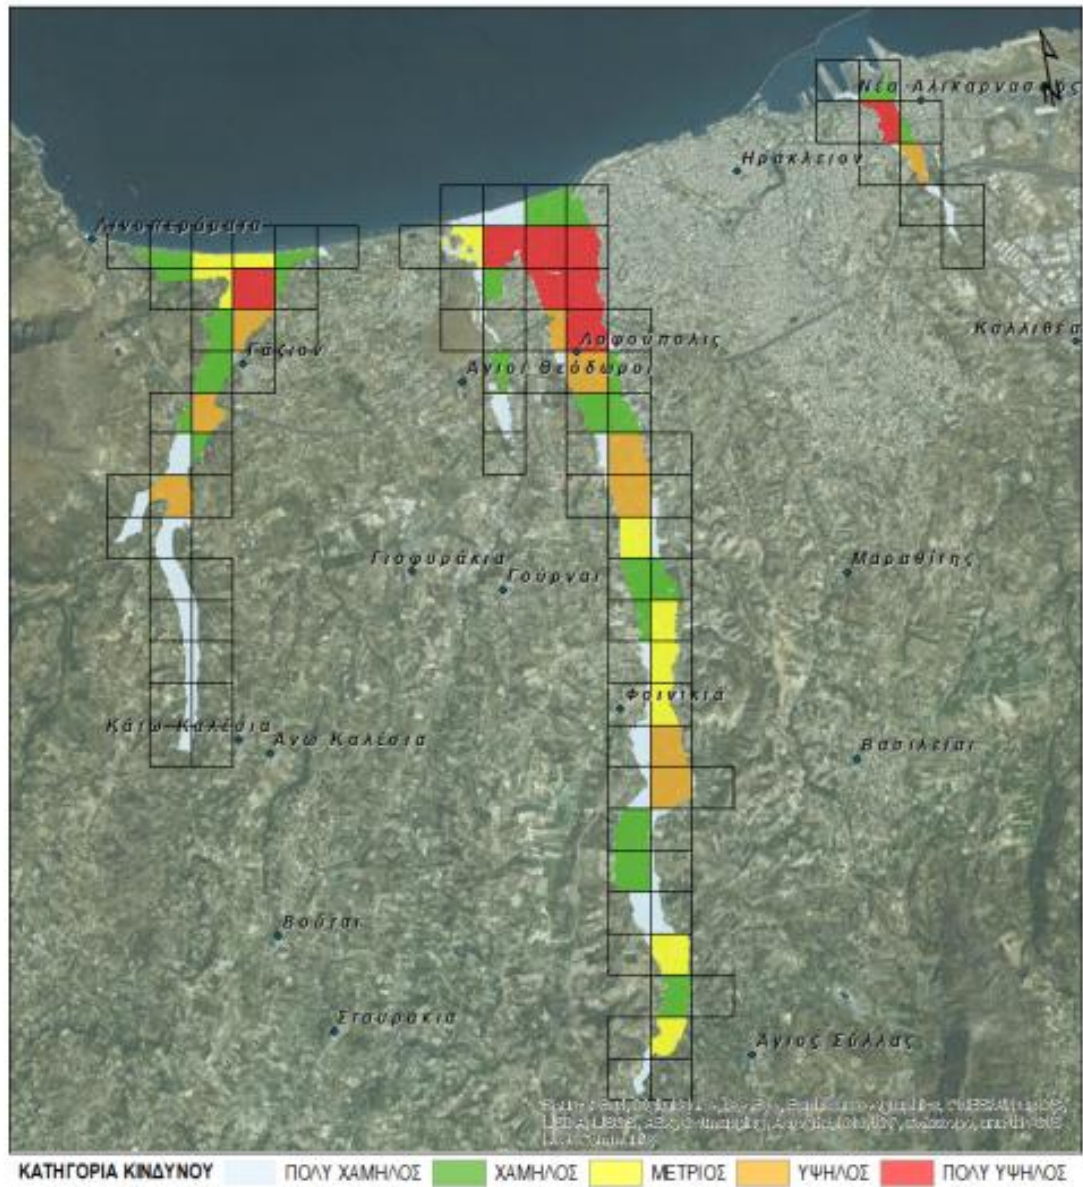 Νέα Αλικαρνασσός
Ηράκλειον
Λινοπεράματα
Καλλιθέα
Λοφούπολις
Γάζιον
Άγιοι Θεόδωροι
Γιοφυράκια
Γούρναι
Μαραθίτης
Φοινικιά
Κάτω Καλέσια
Άνω Καλέσια
Βασιλείαι
Βούται
Σταυράκια
Άγιος Σύλλας
ΚΑΤΗΓΟΡΙΑ ΚΙΝΔΥΝΟΥ ΠΟΛΥ ΧΑΜΗΛΟΣ ΧΑΜΗΛΟΣ ΜΕΤΡΙΟΣ ΥΨΗΛΟΣ ΠΟΛΥ ΥΨΗΛΟΣ